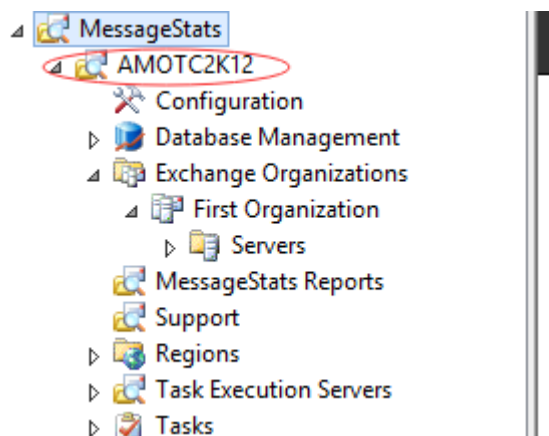 MessageStats
AMOTC2K12
Configuration
Database Management
Exchange Organizations
First Organization
Servers
MessageStats Reports
Support
Regions
Task Execution Servers
Tasks